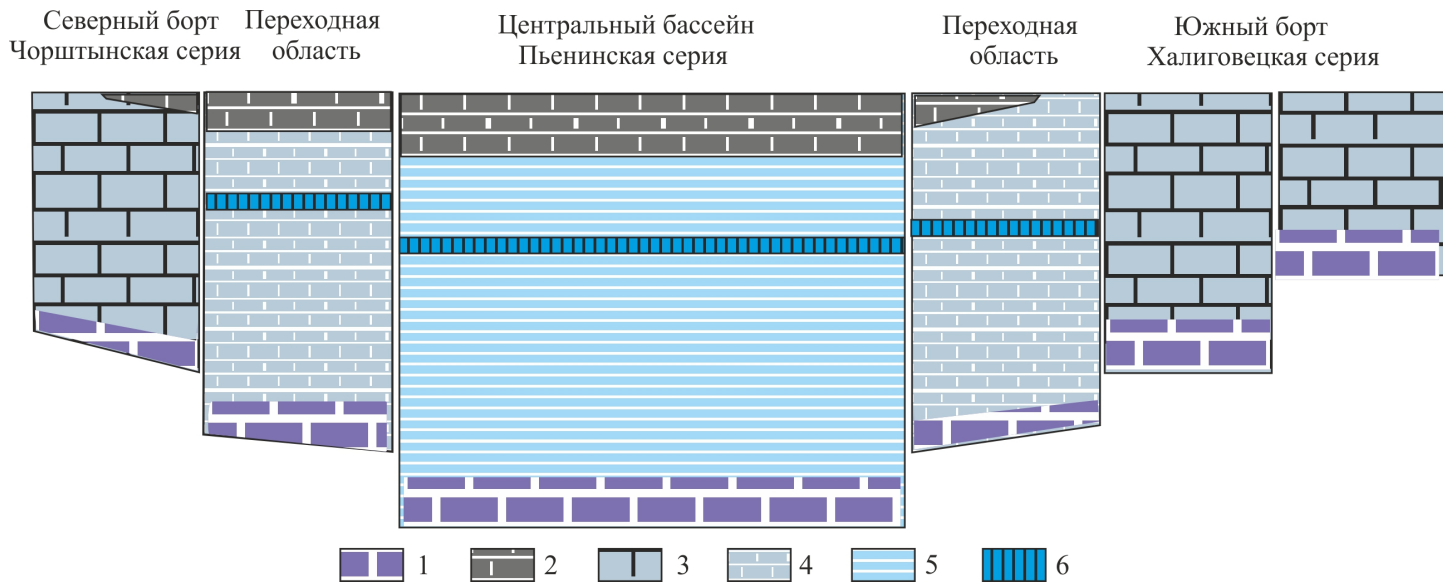 Северный борт
Чорштынская серия
Переходная
область
Центральный бассейн
Пьенинская серия
Переходная
область
Южный борт
Халиговецкая серия
1 2 3 4 5 6